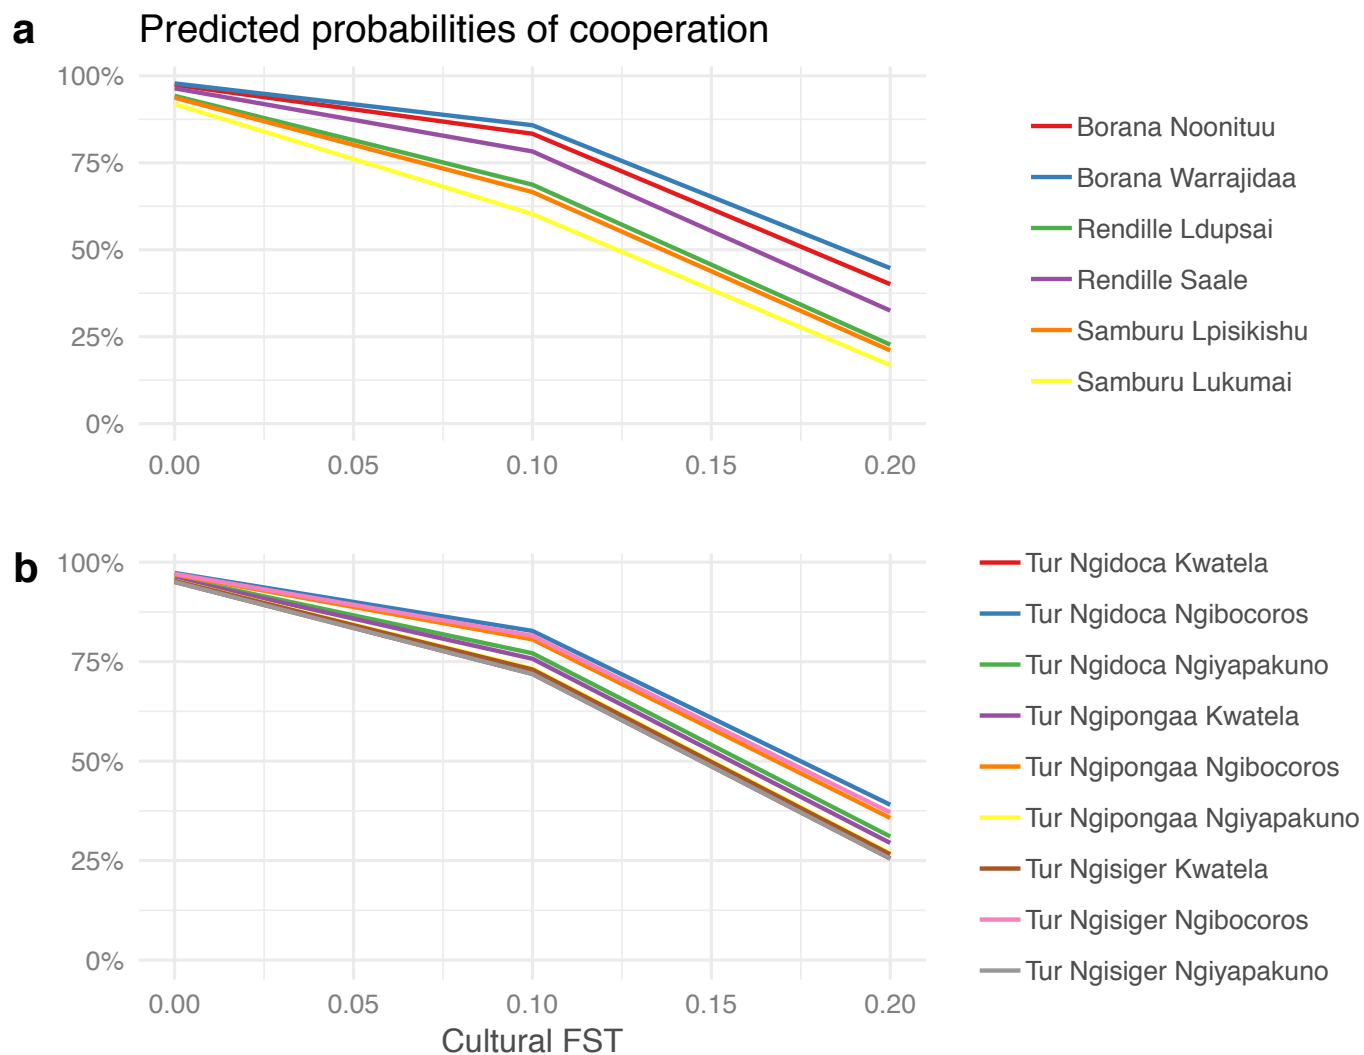 a
Predicted probabilities of cooperation
100%
75%
50%
25%
0%
0.00 0.05 0.10 0.15 0.20
Borana Noonituu
Borana Warrajidaa
Rendille Ldupsai
Rendille Saale
Samburu Lpisikishu
Samburu Lukumai
b
100%
75%
50%
25%
0%
0.00 0.05 0.10 0.15 0.20
Cultural FST
Tur Ngidoca Kwatela
Tur Ngidoca Ngibocoros
Tur Ngidoca Ngiyapakuno
Tur Ngipongaa Kwatela
Tur Ngipongaa Ngibocoros
Tur Ngipongaa Ngiyapakuno
Tur Ngisiger Kwatela
Tur Ngisiger Ngibocoros
Tur Ngisiger Ngiyapakuno